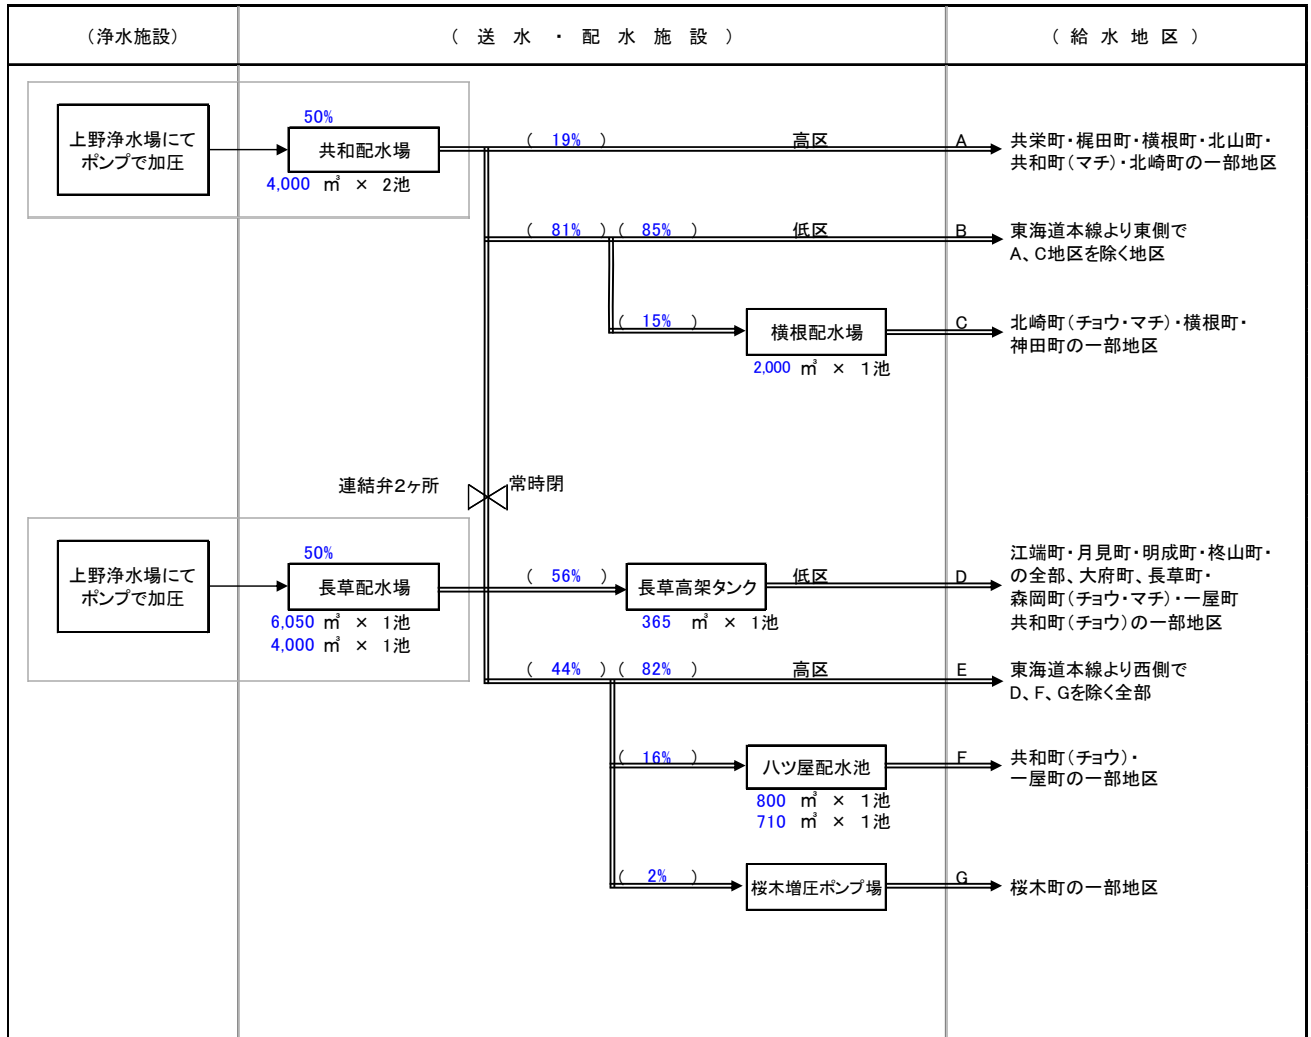 （浄水施設）
（ 送 水 ・ 配 水 施 設 ）
（ 給 水 地 区 ）
上野浄水場にて
ポンプで加圧
50%
共和配水場
4,000 ㎥ × 2池
（ 19% ）
高区
A
共栄町・梶田町・横根町・北山町・
共和町（マチ）・北崎町の一部地区
（ 81% ）（ 85% ）
低区
B
東海道本線より東側で
A、C地区を除く地区
（ 15% ）
横根配水場
2,000 ㎥ × 1池
C
北崎町（チョウ・マチ）・横根町・
神田町の一部地区
連結弁2ヶ所
常時閉
上野浄水場にて
ポンプで加圧
50%
長草配水場
6,050 ㎥ × 1池
4,000 ㎥ × 1池
（ 56% ）
長草高架タンク
365 ㎥ × 1池
低区
D
江端町・月見町・明成町・柊山町・
の全部、大府町、長草町・
森岡町（チョウ・マチ）・一屋町
共和町（チョウ）の一部地区
（ 44% ）（ 82% ）
高区
E
東海道本線より西側で
D、F、Gを除く全部
（ 16% ）
八ツ屋配水池
800 ㎥ × 1池
710 ㎥ × 1池
F
共和町（チョウ）・
一屋町の一部地区
（ 2% ）
桜木増圧ポンプ場
G
桜木町の一部地区